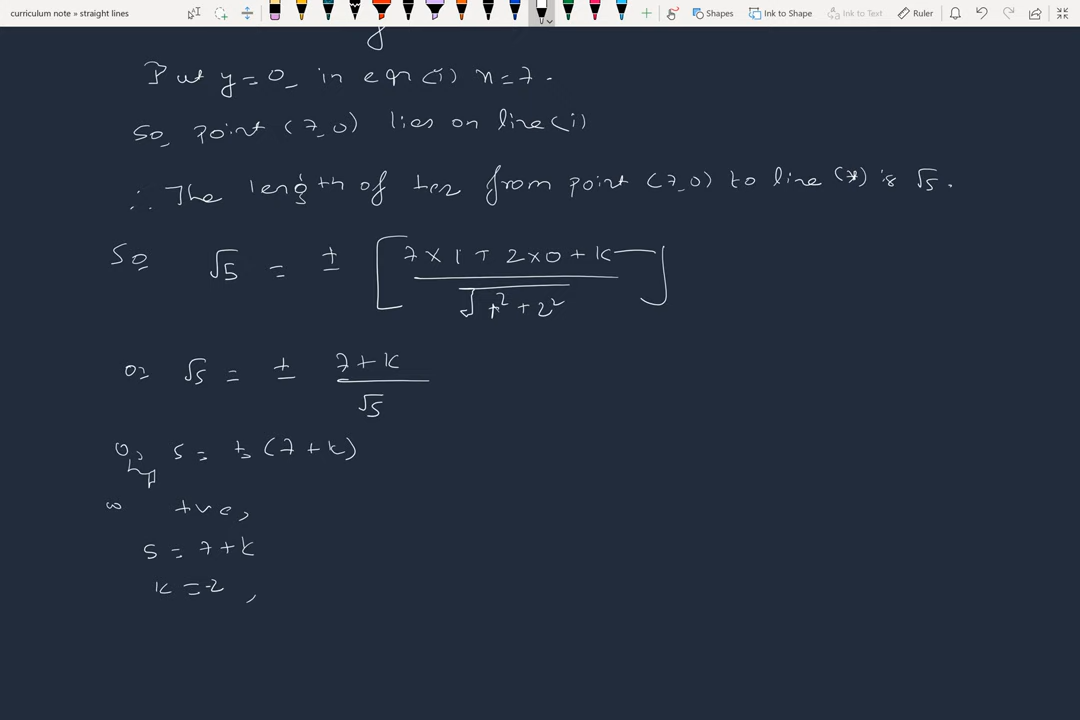 curriculum note » straight lines
Shapes Ink to Shape Ink to Text Ruler
Put y = 0 in eqn (i) x = 7.
So, point (7, 0) lies on line (i)
∴ The length of ter from point (7, 0) to line (*) is √5.
So √5 = ± [ 7 × 1 + 2 × 0 + k / √1² + 2² ]
or √5 = ± 7 + k / √5
or, 5 = ± (7 + k)
+ve,
5 = 7 + k
k = -2,